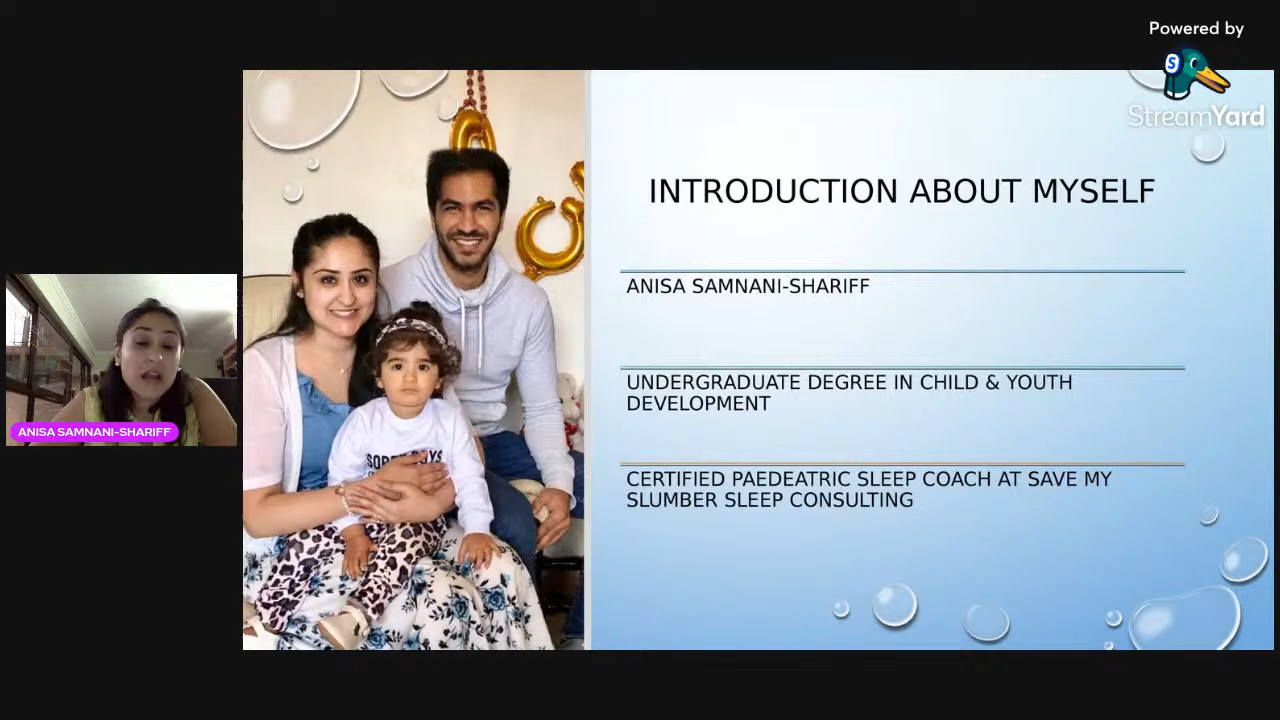 Powered by
S
StreamYard
INTRODUCTION ABOUT MYSELF
ANISA SAMNANI-SHARIFF
UNDERGRADUATE DEGREE IN CHILD & YOUTH
DEVELOPMENT
CERTIFIED PAEDEATRIC SLEEP COACH AT SAVE MY
SLUMBER SLEEP CONSULTING
ANISA SAMNANI-SHARIFF